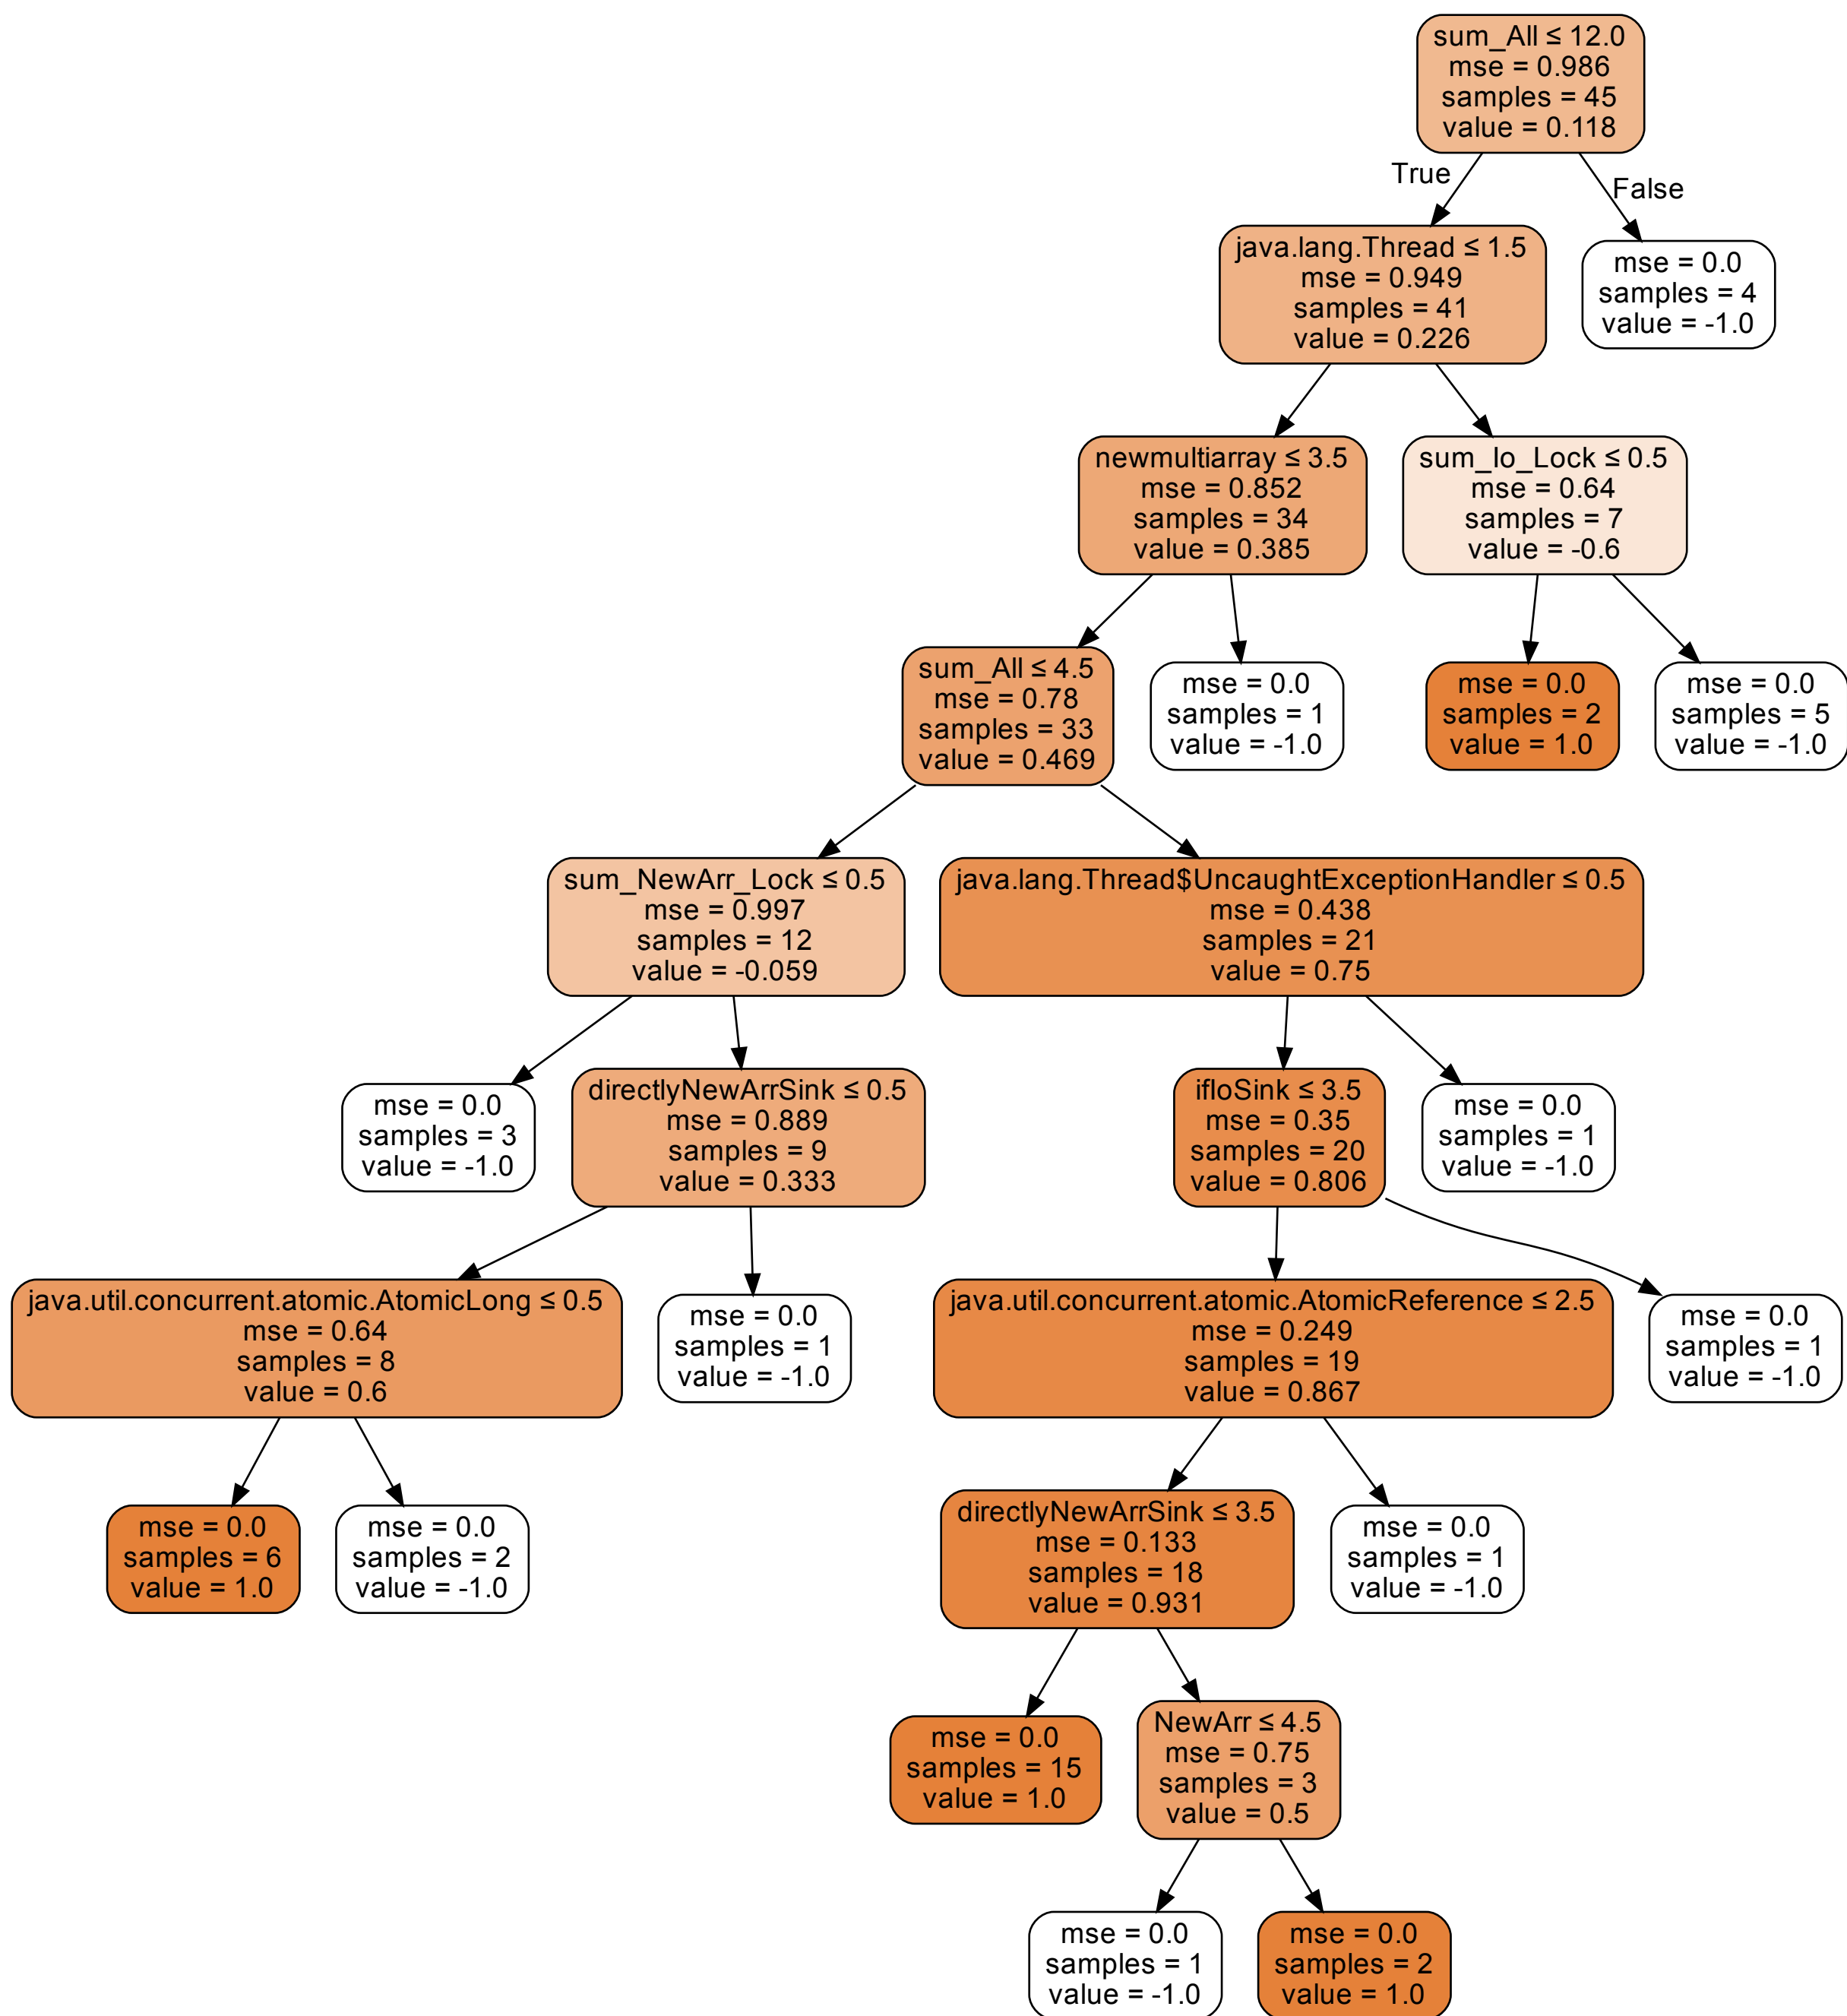 sum_All ≤ 12.0
mse = 0.986
samples = 45
value = 0.118
True
False
java.lang.Thread ≤ 1.5
mse = 0.949
samples = 41
value = 0.226
mse = 0.0
samples = 4
value = -1.0
newmultiarray ≤ 3.5
mse = 0.852
samples = 34
value = 0.385
sum_Io_Lock ≤ 0.5
mse = 0.64
samples = 7
value = -0.6
sum_All ≤ 4.5
mse = 0.78
samples = 33
value = 0.469
mse = 0.0
samples = 1
value = -1.0
mse = 0.0
samples = 2
value = 1.0
mse = 0.0
samples = 5
value = -1.0
sum_NewArr_Lock ≤ 0.5
mse = 0.997
samples = 12
value = -0.059
java.lang.Thread$UncaughtExceptionHandler ≤ 0.5
mse = 0.438
samples = 21
value = 0.75
mse = 0.0
samples = 3
value = -1.0
directlyNewArrSink ≤ 0.5
mse = 0.889
samples = 9
value = 0.333
ifIoSink ≤ 3.5
mse = 0.35
samples = 20
value = 0.806
mse = 0.0
samples = 1
value = -1.0
java.util.concurrent.atomic.AtomicLong ≤ 0.5
mse = 0.64
samples = 8
value = 0.6
mse = 0.0
samples = 1
value = -1.0
java.util.concurrent.atomic.AtomicReference ≤ 2.5
mse = 0.249
samples = 19
value = 0.867
mse = 0.0
samples = 1
value = -1.0
mse = 0.0
samples = 6
value = 1.0
mse = 0.0
samples = 2
value = -1.0
directlyNewArrSink ≤ 3.5
mse = 0.133
samples = 18
value = 0.931
mse = 0.0
samples = 1
value = -1.0
mse = 0.0
samples = 15
value = 1.0
NewArr ≤ 4.5
mse = 0.75
samples = 3
value = 0.5
mse = 0.0
samples = 1
value = -1.0
mse = 0.0
samples = 2
value = 1.0